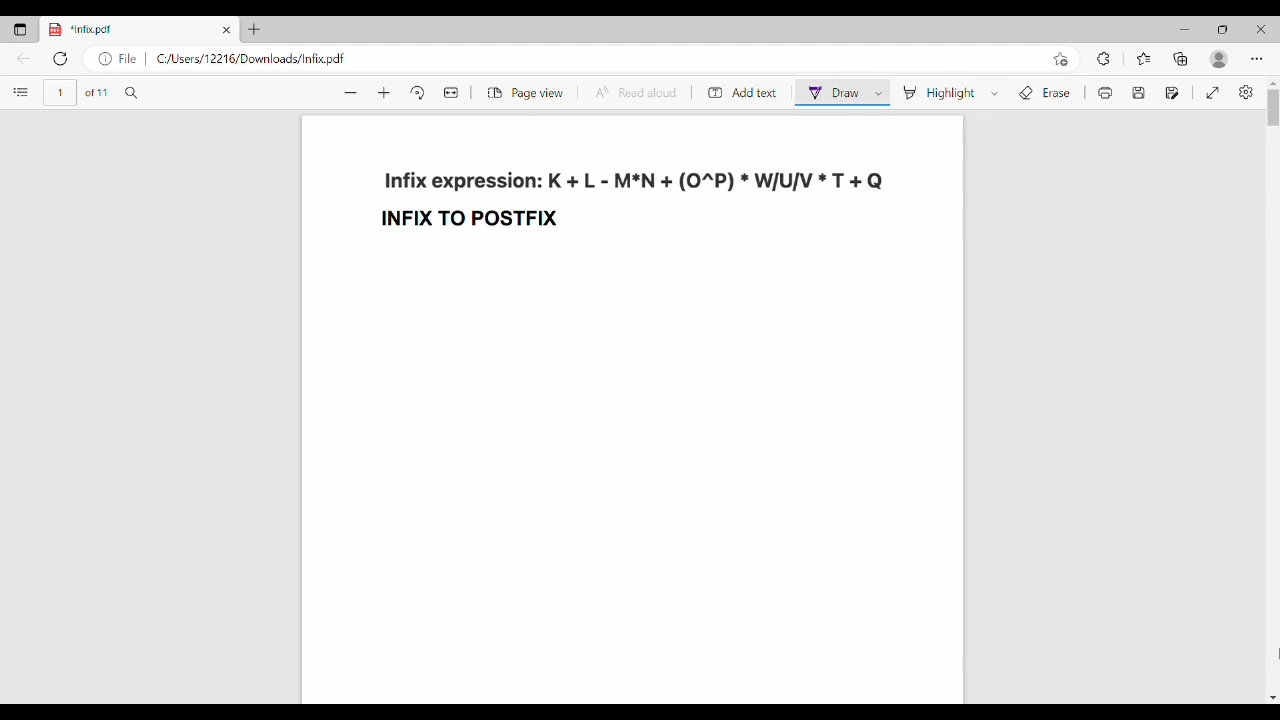 *Infix.pdf
File C:/Users/12216/Downloads/Infix.pdf
1 of 11 Page view Read aloud Add text Draw Highlight Erase
Infix expression: K + L - M*N + (O^P) * W/U/V * T + Q
INFIX TO POSTFIX